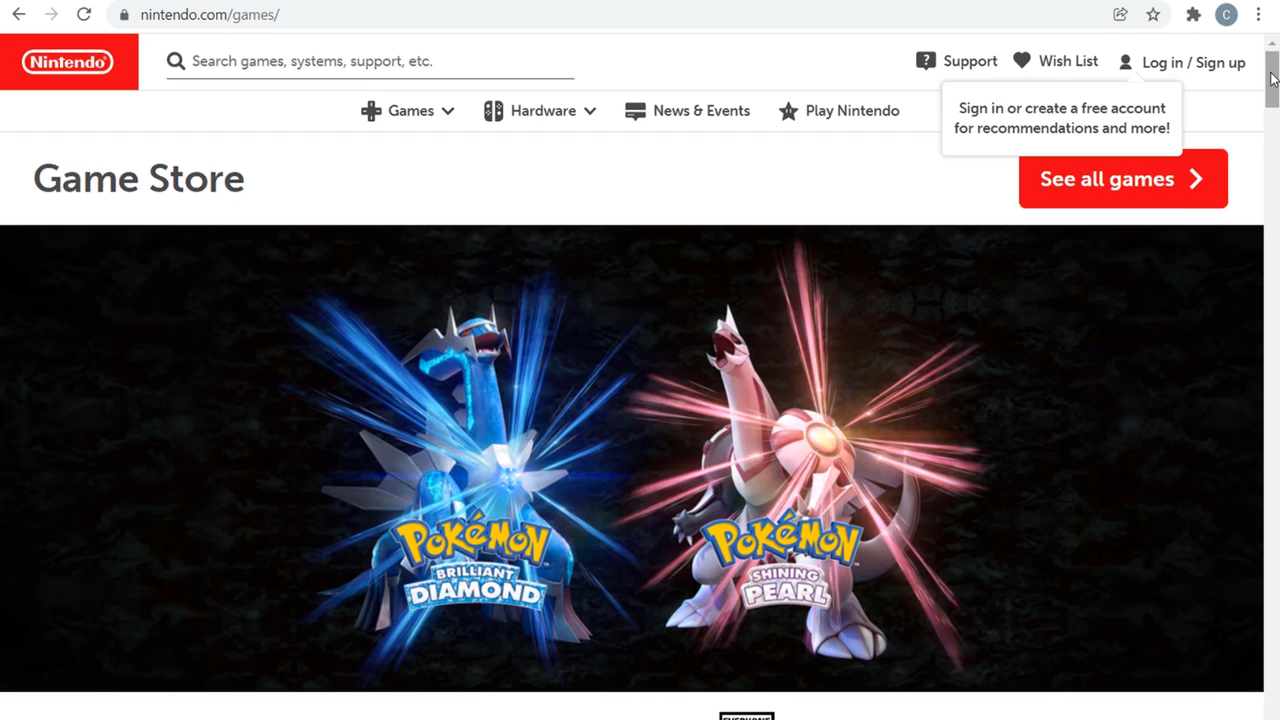 nintendo.com/games/
C
Nintendo
Search games, systems, support, etc.
Support
Wish List
Log in / Sign up
Games
Hardware
News & Events
Play Nintendo
Sign in or create a free account
for recommendations and more!
Game Store
See all games
POKÉMON
BRILLIANT
DIAMOND
POKÉMON
SHINING
PEARL
EVERYONE